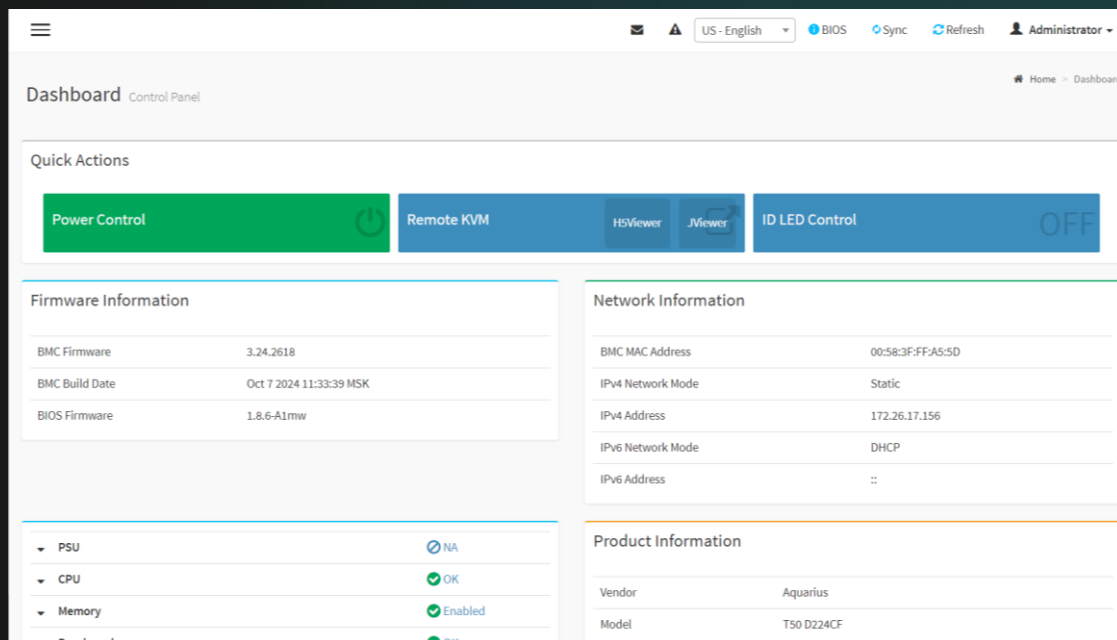 US - English BIOS Sync Refresh Administrator
Home > Dashboar
Dashboard Control Panel
Quick Actions
Power Control
Remote KVM H5Viewer JViewer
ID LED Control OFF
Firmware Information
BMC Firmware 3.24.2618
BMC Build Date Oct 7 2024 11:33:39 MSK
BIOS Firmware 1.8.6-A1mw
Network Information
BMC MAC Address 00:58:3F:FF:A5:5D
IPv4 Network Mode Static
IPv4 Address 172.26.17.156
IPv6 Network Mode DHCP
IPv6 Address ::
PSU NA
CPU OK
Memory Enabled
Product Information
Vendor Aquarius
Model T50 D224CF